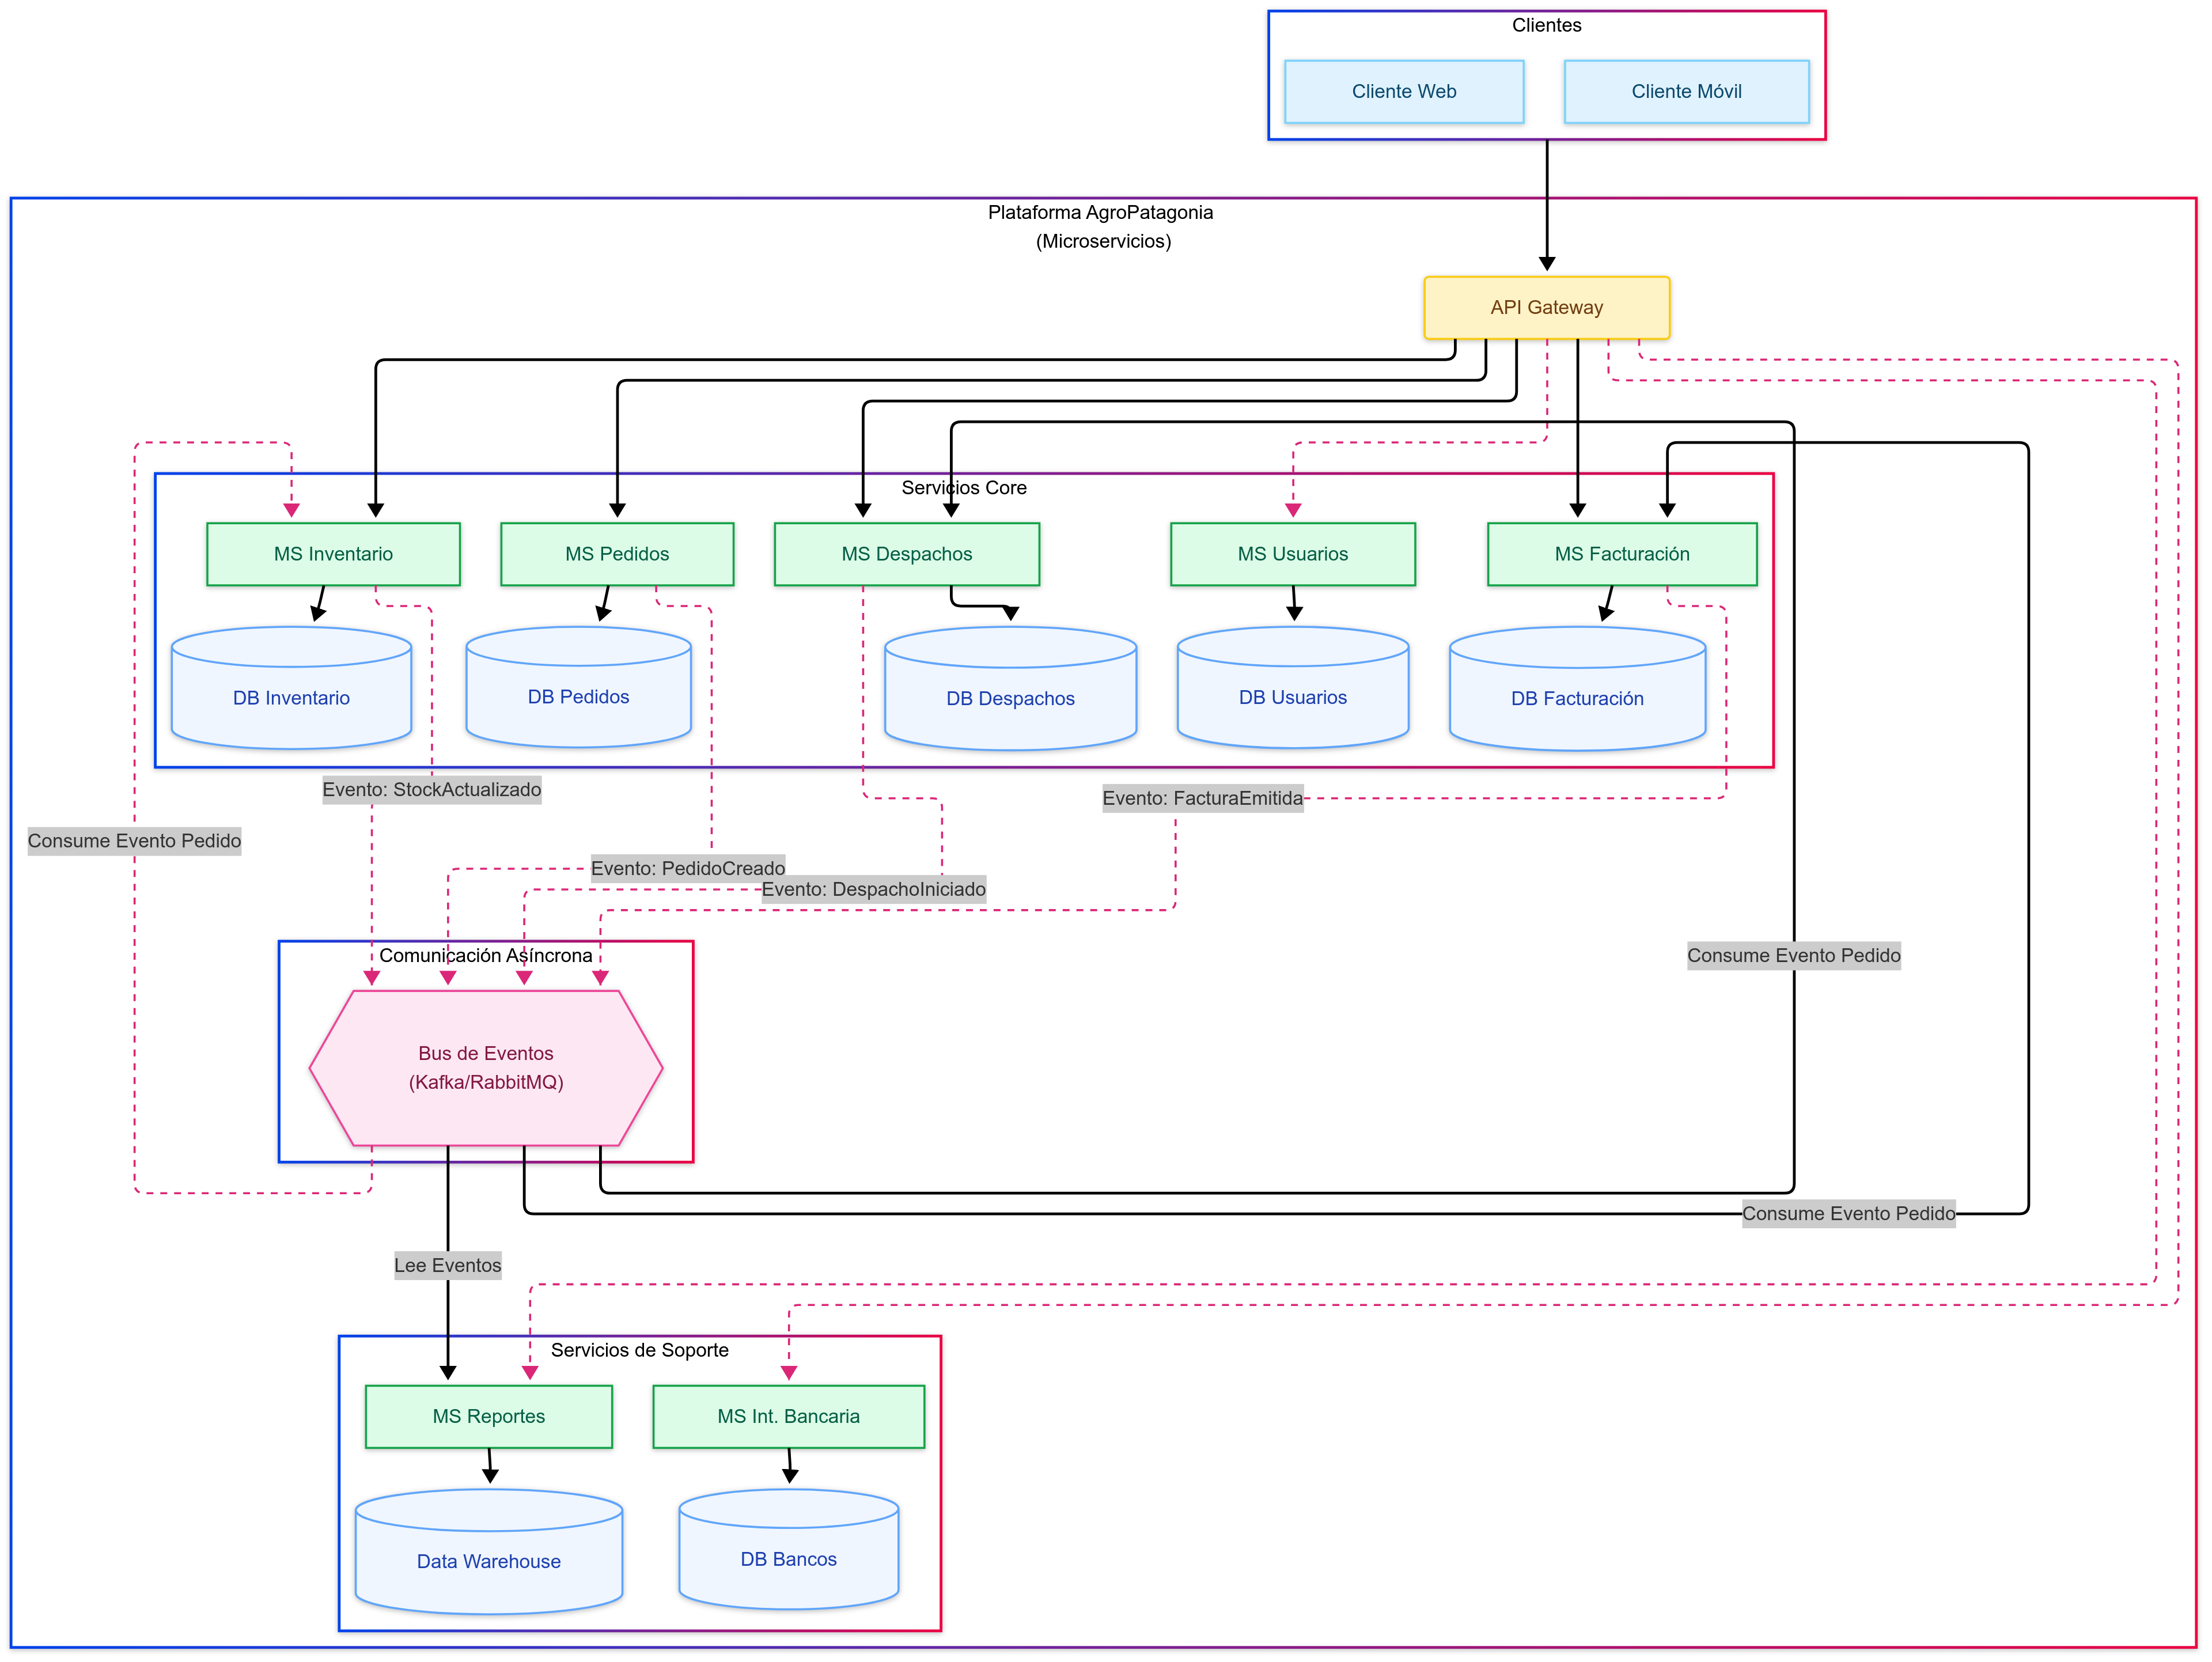 Clientes
Cliente Web
Cliente Móvil
Plataforma AgroPatagonia
(Microservicios)
API Gateway
Servicios Core
MS Inventario
MS Pedidos
MS Despachos
MS Usuarios
MS Facturación
DB Inventario
DB Pedidos
DB Despachos
DB Usuarios
DB Facturación
Evento: StockActualizado
Evento: FacturaEmitida
Consume Evento Pedido
Evento: PedidoCreado
Evento: DespachoIniciado
Comunicación Asíncrona
Consume Evento Pedido
Bus de Eventos
(Kafka/RabbitMQ)
Consume Evento Pedido
Lee Eventos
Servicios de Soporte
MS Reportes
MS Int. Bancaria
Data Warehouse
DB Bancos